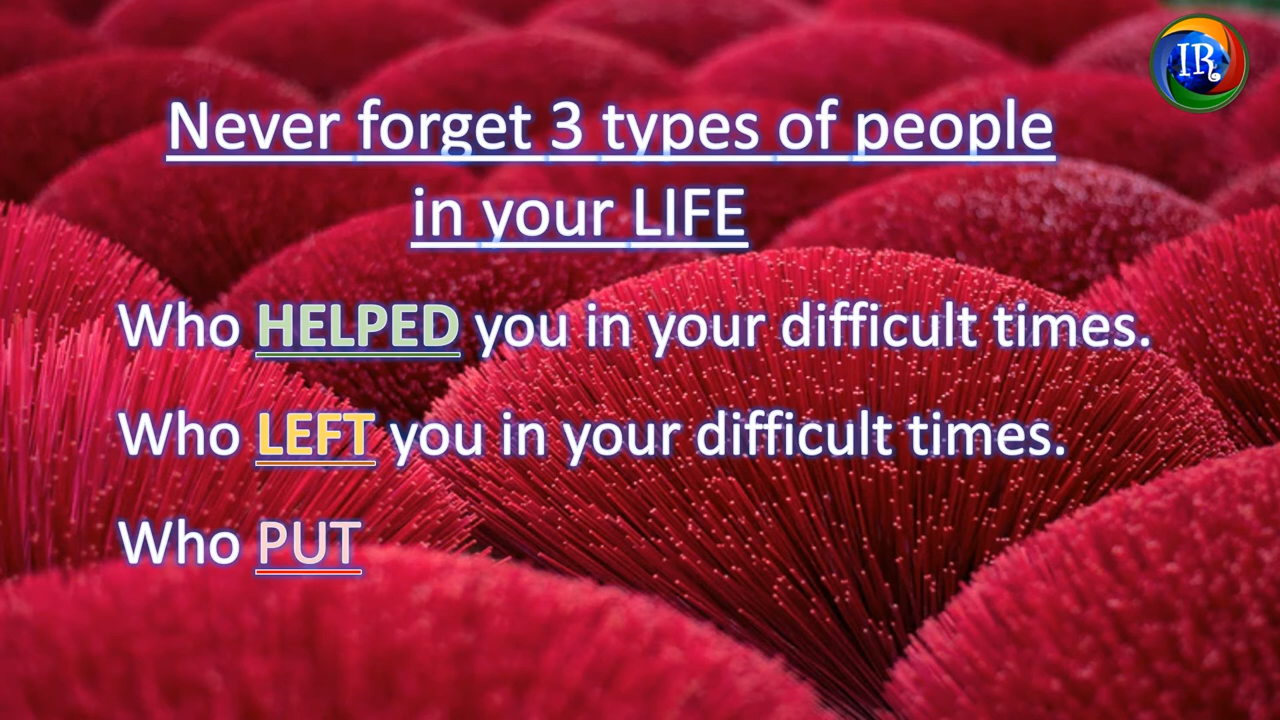 IR
Never forget 3 types of people
in your LIFE
Who HELPED you in your difficult times.
Who LEFT you in your difficult times.
Who PUT